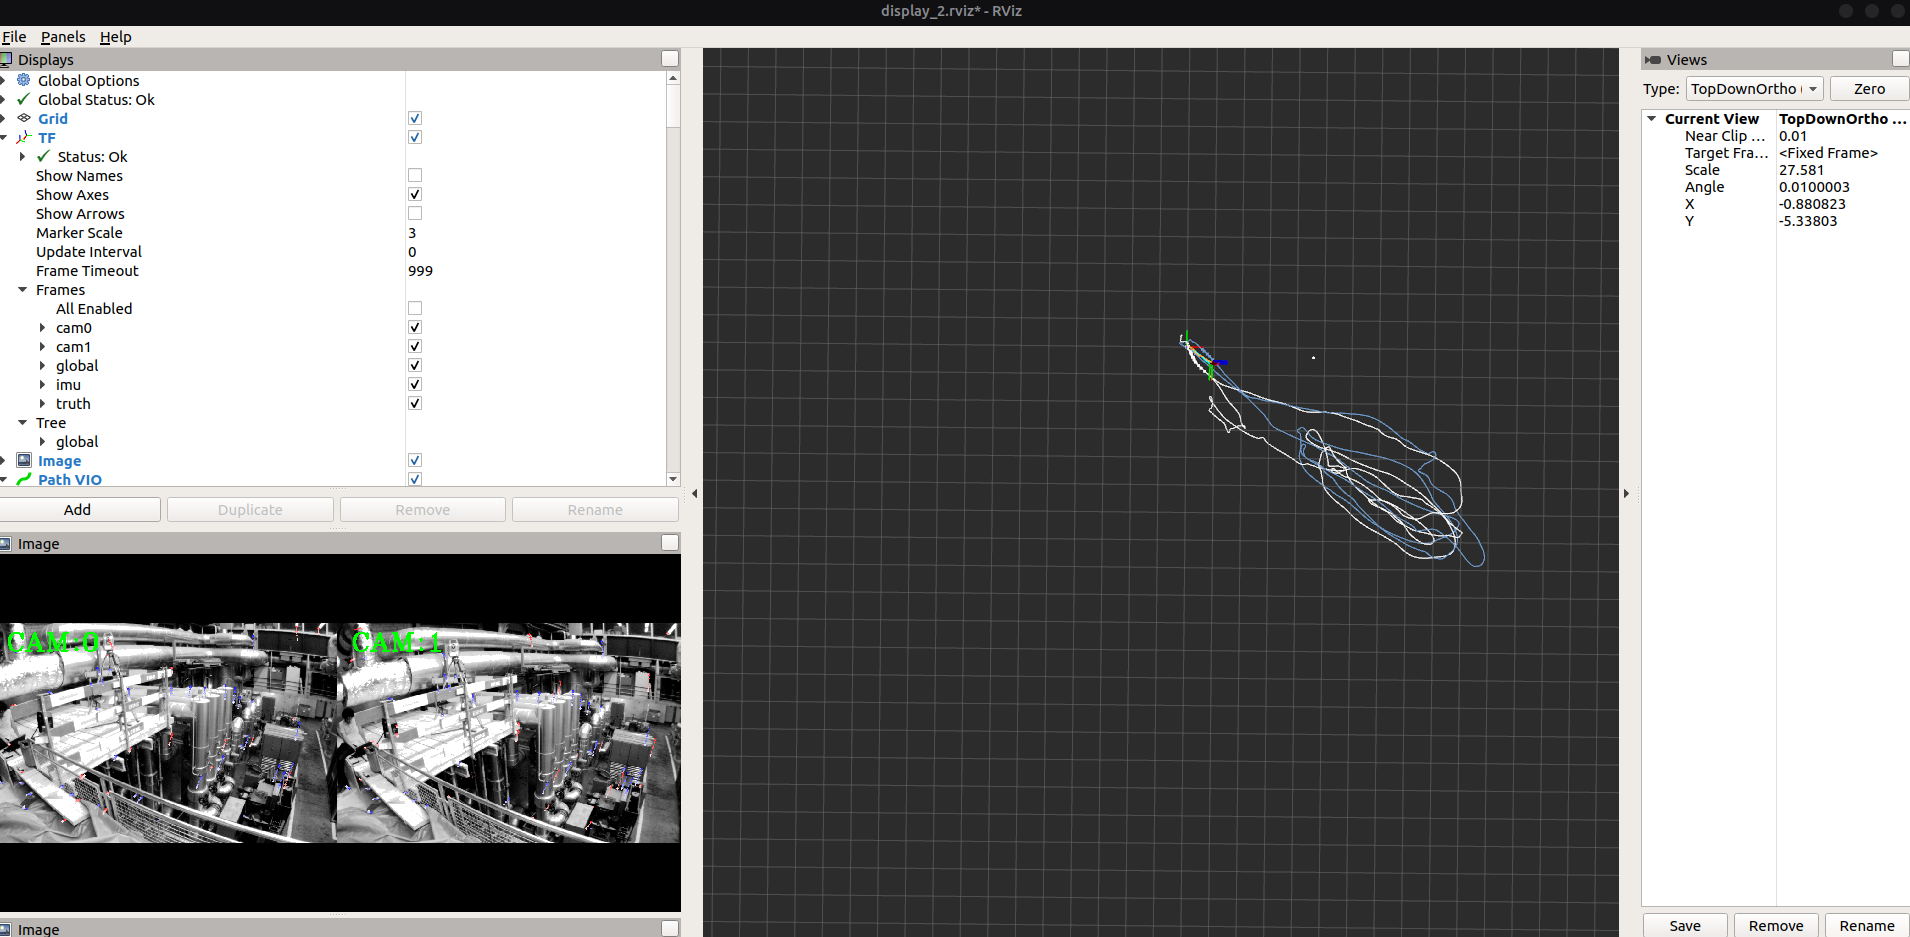 display_2.rviz* - RViz
File Panels Help
Displays
Global Options
Global Status: Ok
Grid
TF
Status: Ok
Show Names
Show Axes
Show Arrows
Marker Scale 3
Update Interval 0
Frame Timeout 999
Frames
All Enabled
cam0
cam1
global
imu
truth
Tree
global
Image
Path VIO
Add Duplicate Remove Rename
Image
CAM:0 CAM:1
Image
Views
Type: TopDownOrtho ( Zero
Current View TopDownOrtho ...
Near Clip ... 0.01
Target Fra... <Fixed Frame>
Scale 27.581
Angle 0.0100003
X -0.880823
Y -5.33803
Save Remove Rename